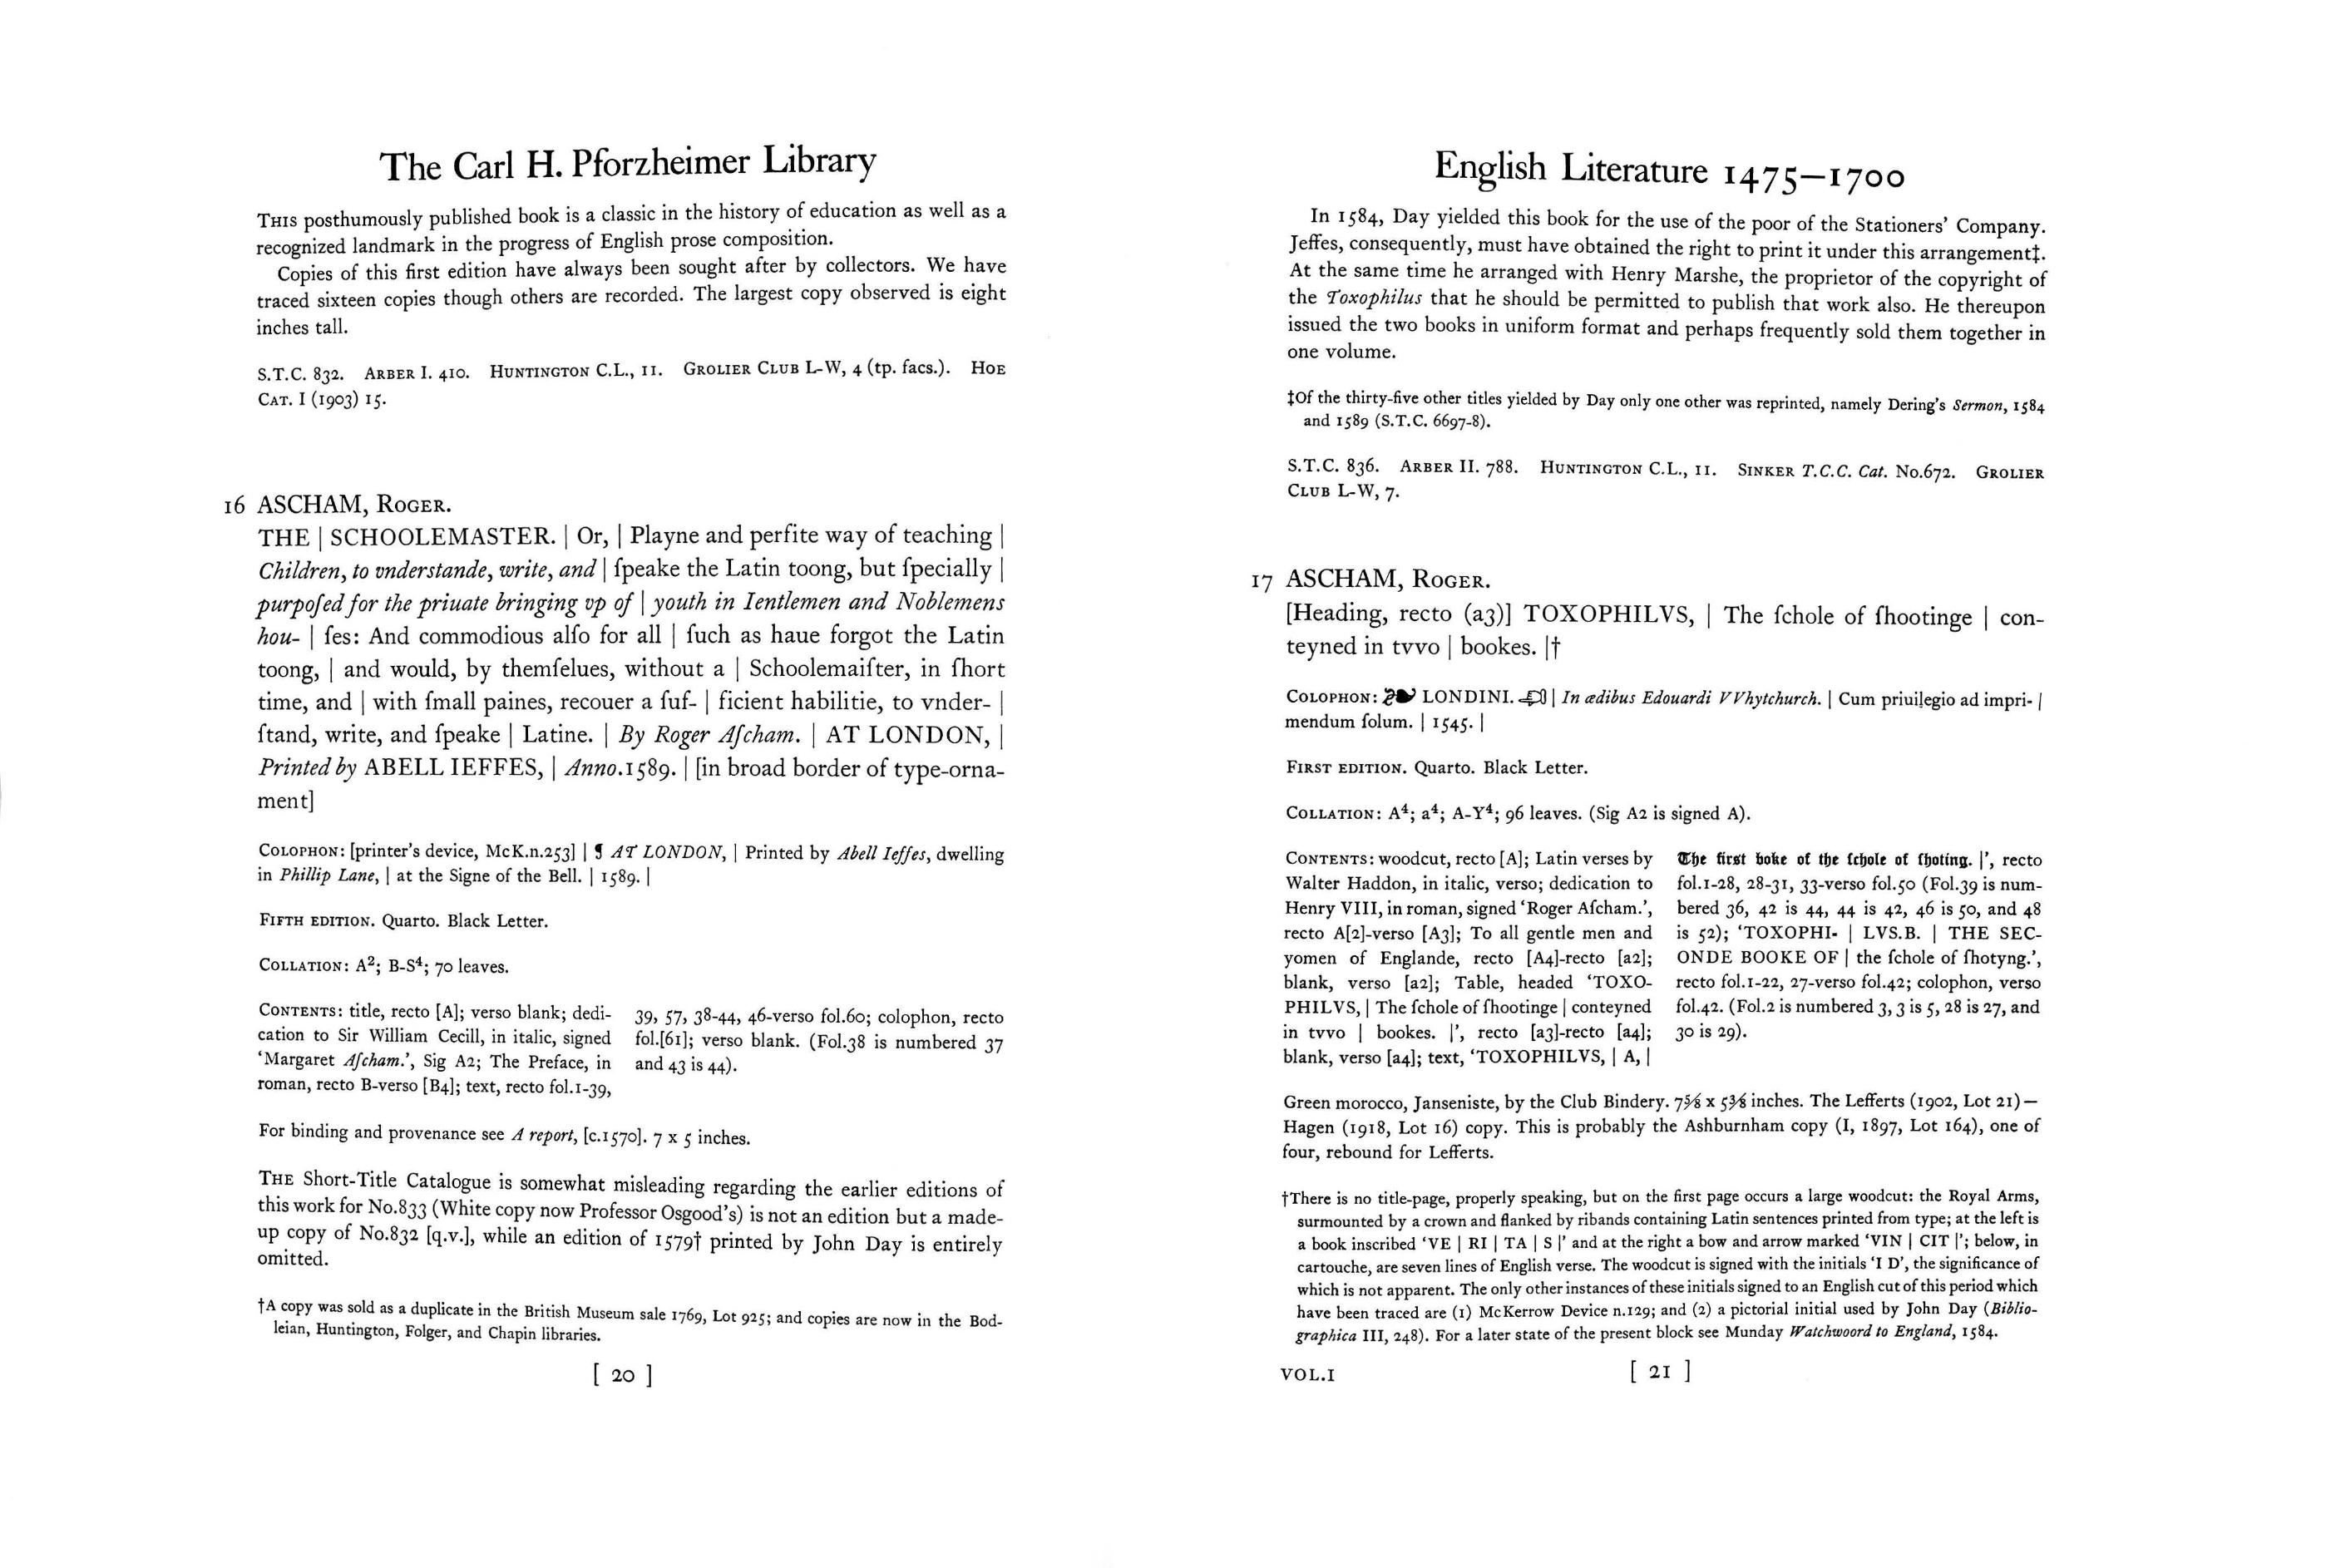 The Carl H. Pforzheimer Library
THIS posthumously published book is a classic in the history of education as well as a
recognized landmark in the progress of English prose composition.
Copies of this first edition have always been sought after by collectors. We have
traced sixteen copies though others are recorded. The largest copy observed is eight
inches tall.
S.T.C. 832. ARBER I. 410. HUNTINGTON C.L., 11. GROLIER CLUB L-W, 4 (tp. facs.). HOE
CAT. I (1903) 15.
16 ASCHAM, ROGER.
THE | SCHOOLEMASTER. | Or, | Playne and perfite way of teaching |
Children, to vnderstande, write, and | ſpeake the Latin toong, but ſpecially |
purpoſed for the priuate bringing vp of | youth in Ientlemen and Noblemens
hou- | ſes: And commodious alſo for all | ſuch as haue forgot the Latin
toong, | and would, by themſelues, without a | Schoolemaiſter, in ſhort
time, and | with ſmall paines, recouer a ſuf- | ficient habilitie, to vnder- |
ſtand, write, and ſpeake | Latine. | By Roger Aſcham. | AT LONDON, |
Printed by ABELL IEFFES, | Anno.1589. | [in broad border of type-orna-
ment]
COLOPHON: [printer's device, McK.n.253] | ¶ AT LONDON, | Printed by Abell Ieffes, dwelling
in Phillip Lane, | at the Signe of the Bell. | 1589. |
FIFTH EDITION. Quarto. Black Letter.
COLLATION: A²; B-S⁴; 70 leaves.
CONTENTS: title, recto [A]; verso blank; dedi-
cation to Sir William Cecill, in italic, signed
‘Margaret Aſcham.’, Sig A2; The Preface, in
roman, recto B-verso [B4]; text, recto fol.1-39,
39, 57, 38-44, 46-verso fol.60; colophon, recto
fol.[61]; verso blank. (Fol.38 is numbered 37
and 43 is 44).
For binding and provenance see A report, [c.1570]. 7 x 5 inches.
THE Short-Title Catalogue is somewhat misleading regarding the earlier editions of
this work for No.833 (White copy now Professor Osgood's) is not an edition but a made-
up copy of No.832 [q.v.], while an edition of 1579† printed by John Day is entirely
omitted.
†A copy was sold as a duplicate in the British Museum sale 1769, Lot 925; and copies are now in the Bod-
leian, Huntington, Folger, and Chapin libraries.
[ 20 ]
English Literature 1475–1700
In 1584, Day yielded this book for the use of the poor of the Stationers' Company.
Jeffes, consequently, must have obtained the right to print it under this arrangement‡.
At the same time he arranged with Henry Marshe, the proprietor of the copyright of
the Toxophilus that he should be permitted to publish that work also. He thereupon
issued the two books in uniform format and perhaps frequently sold them together in
one volume.
‡Of the thirty-five other titles yielded by Day only one other was reprinted, namely Dering's Sermon, 1584
and 1589 (S.T.C. 6697-8).
S.T.C. 836. ARBER II. 788. HUNTINGTON C.L., 11. SINKER T.C.C. Cat. No.672. GROLIER
CLUB L-W, 7.
17 ASCHAM, ROGER.
[Heading, recto (a3)] TOXOPHILVS, | The ſchole of ſhootinge | con-
teyned in tvvo | bookes. |†
COLOPHON: ❧ LONDINI. | In ædibus Edouardi VVhytchurch. | Cum priuilegio ad impri- |
mendum ſolum. | 1545. |
FIRST EDITION. Quarto. Black Letter.
COLLATION: A⁴; a⁴; A-Y⁴; 96 leaves. (Sig A2 is signed A).
CONTENTS: woodcut, recto [A]; Latin verses by
Walter Haddon, in italic, verso; dedication to
Henry VIII, in roman, signed ‘Roger Aſcham.’,
recto A[2]-verso [A3]; To all gentle men and
yomen of Englande, recto [A4]-recto [a2];
blank, verso [a2]; Table, headed ‘TOXO-
PHILVS, | The ſchole of ſhootinge | conteyned
in tvvo | bookes. |’, recto [a3]-recto [a4];
blank, verso [a4]; text, ‘TOXOPHILVS, | A, |
The first boke of the ſchole of ſhoting. |’, recto
fol.1-28, 28-31, 33-verso fol.50 (Fol.39 is num-
bered 36, 42 is 44, 44 is 42, 46 is 50, and 48
is 52); ‘TOXOPHI- | LVS.B. | THE SEC-
ONDE BOOKE OF | the ſchole of ſhotyng.’,
recto fol.1-22, 27-verso fol.42; colophon, verso
fol.42. (Fol.2 is numbered 3, 3 is 5, 28 is 27, and
30 is 29).
Green morocco, Janseniste, by the Club Bindery. 7⅝ x 5⅜ inches. The Lefferts (1902, Lot 21)—
Hagen (1918, Lot 16) copy. This is probably the Ashburnham copy (I, 1897, Lot 164), one of
four, rebound for Lefferts.
†There is no title-page, properly speaking, but on the first page occurs a large woodcut: the Royal Arms,
surmounted by a crown and flanked by ribands containing Latin sentences printed from type; at the left is
a book inscribed ‘VE | RI | TA | S |’ and at the right a bow and arrow marked ‘VIN | CIT |’; below, in
cartouche, are seven lines of English verse. The woodcut is signed with the initials ‘I D’, the significance of
which is not apparent. The only other instances of these initials signed to an English cut of this period which
have been traced are (1) McKerrow Device n.129; and (2) a pictorial initial used by John Day (Biblio-
graphica III, 248). For a later state of the present block see Munday Watchwoord to England, 1584.
VOL.I
[ 21 ]